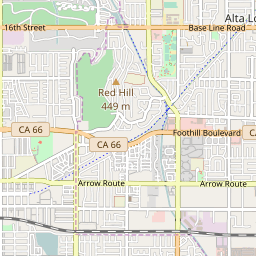 Alta Lo
16th Street
Base Line Road
Red Hill
449 m
CA 66
Foothill Boulevard
CA 66
Arrow Route
Arrow Route